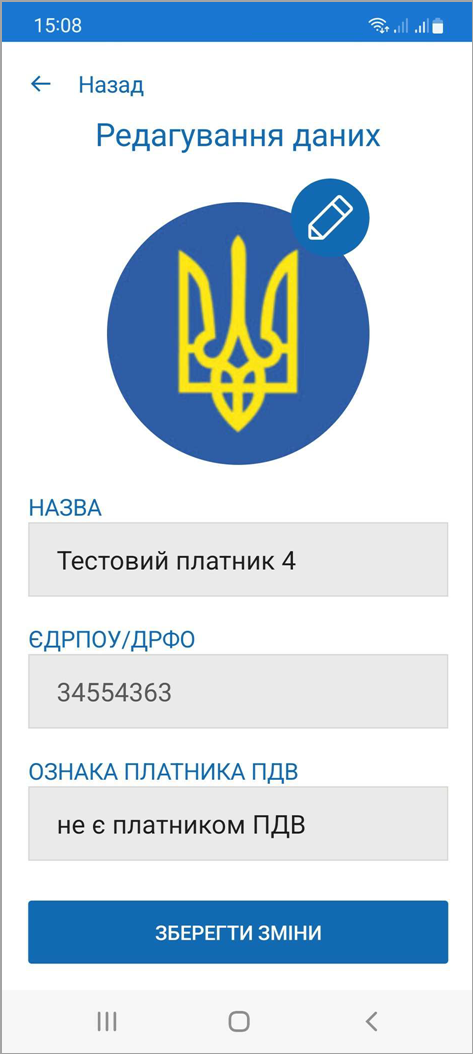 15:08
Назад
Редагування даних
НАЗВА
Тестовий платник 4
ЄДРПОУ/ДРФО
34554363
ОЗНАКА ПЛАТНИКА ПДВ
не є платником ПДВ
ЗБЕРЕГТИ ЗМІНИ